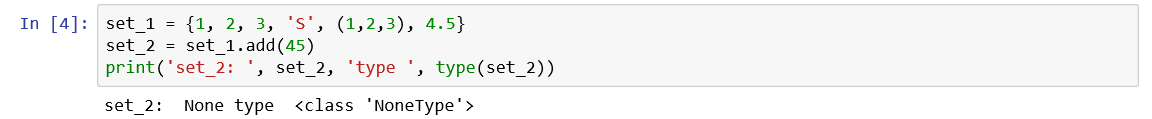 In [4]: set_1 = {1, 2, 3, 'S', (1,2,3), 4.5}
set_2 = set_1.add(45)
print('set_2: ', set_2, 'type ', type(set_2))
set_2:  None type  <class 'NoneType'>